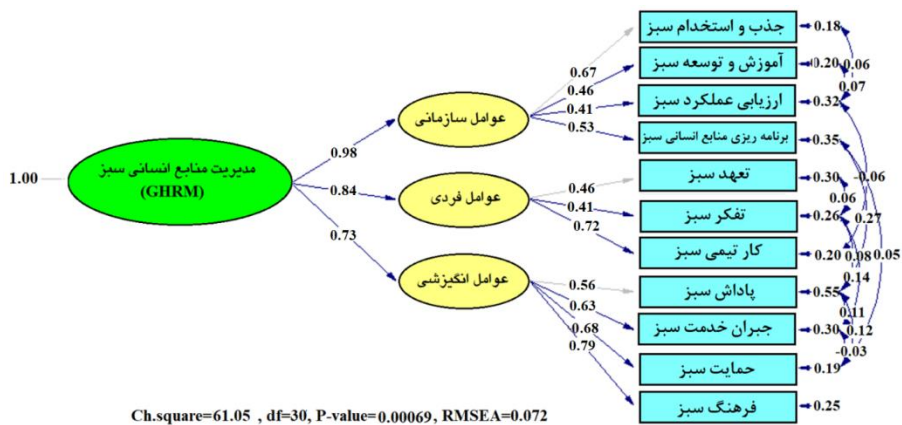 جذب و استخدام سبز
0.18
آموزش و توسعه سبز
0.20
0.06
0.07
ارزیابی عملکرد سبز
0.32
برنامه ریزی منابع انسانی سبز
0.35
تعهد سبز
0.30
-0.06
0.06
تفکر سبز
0.26
0.27
کار تیمی سبز
0.20
0.08
0.05
0.14
پاداش سبز
0.55
0.11
جبران خدمت سبز
0.30
0.12
-0.03
حمایت سبز
0.19
فرهنگ سبز
0.25
عوامل سازمانی
0.67
0.46
0.41
0.53
عوامل فردی
0.46
0.41
0.72
عوامل انگیزشی
0.56
0.63
0.68
0.79
0.98
0.84
0.73
1.00
مدیریت منابع انسانی سبز
(GHRM)
Ch.square=61.05 , df=30, P-value=0.00069, RMSEA=0.072